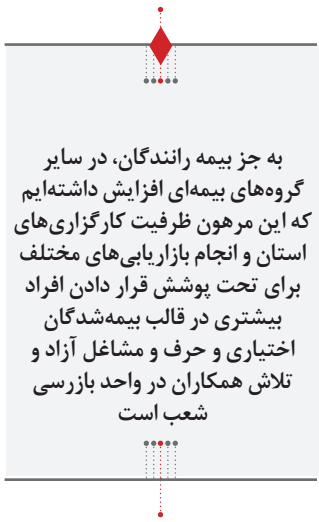 به جز بیمه رانندگان، در سایر
گروه‌های بیمه‌ای افزایش داشته‌ایم
که این مرهون ظرفیت کارگزاری‌های
استان و انجام بازاریابی‌های مختلف
برای تحت پوشش قرار دادن افراد
بیشتری در قالب بیمه‌شدگان
اختیاری و حرف و مشاغل آزاد و
تلاش همکاران در واحد بازرسی
شعب است